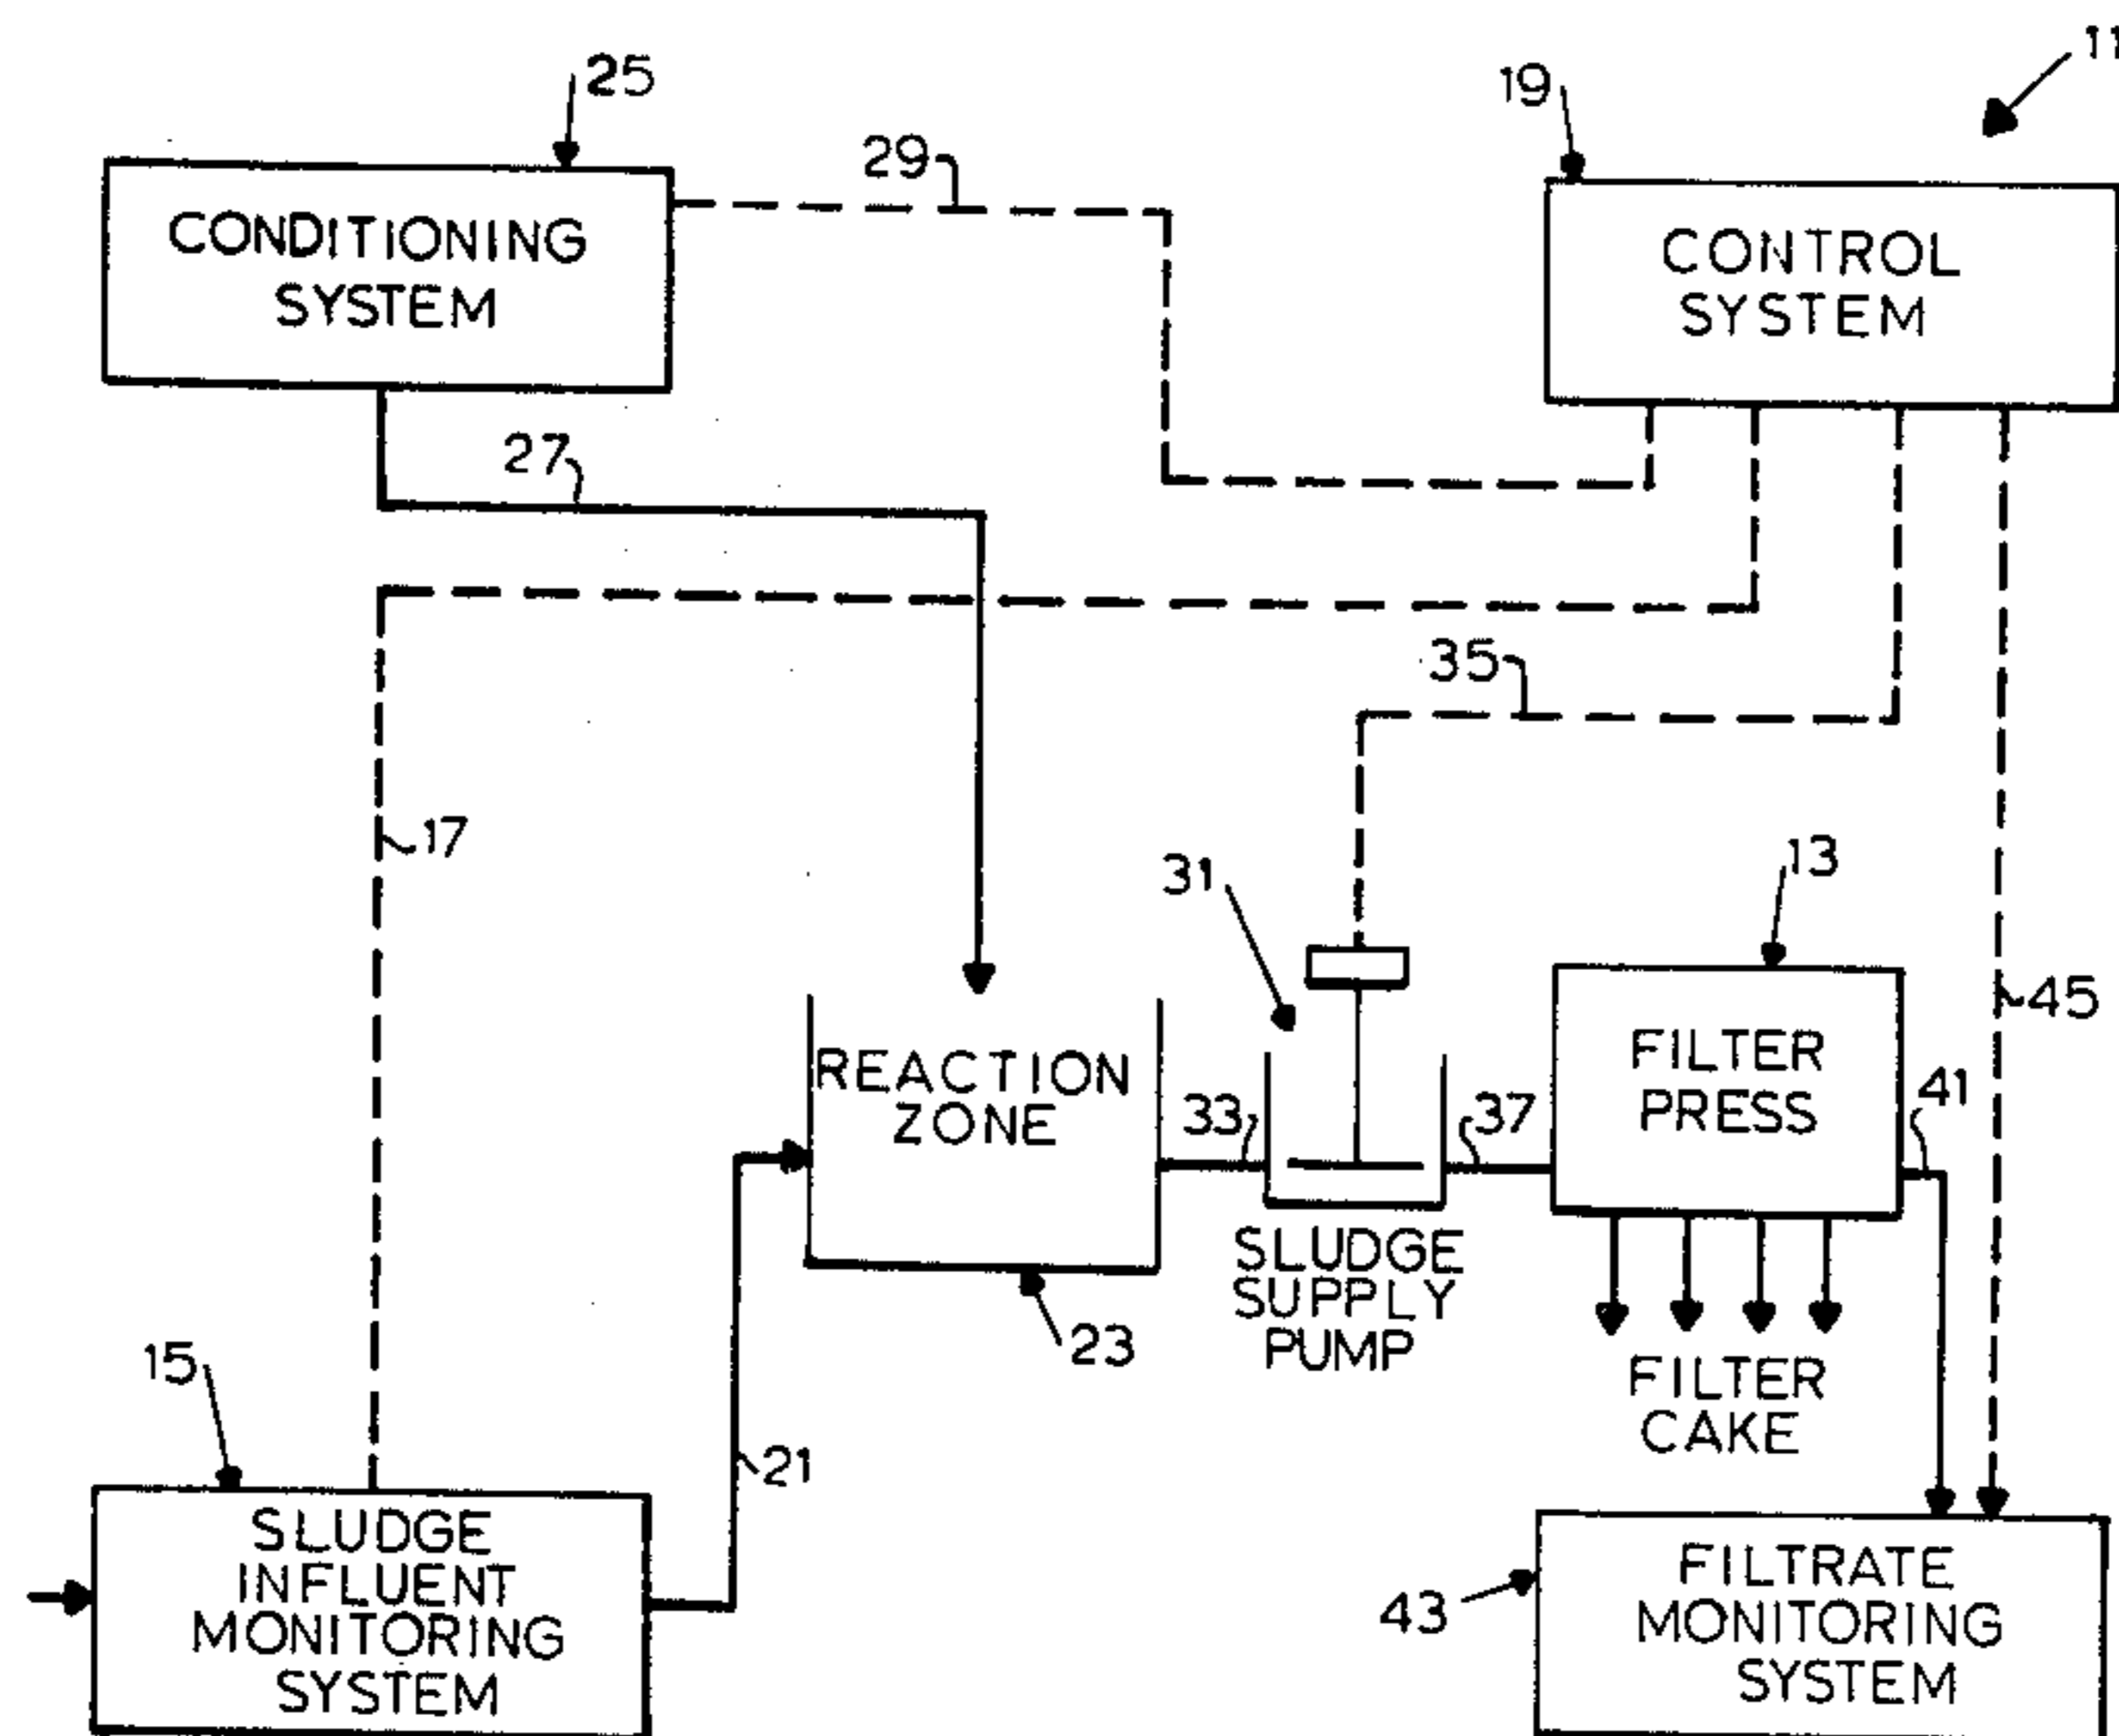 11
25
19
29
CONDITIONING
SYSTEM
CONTROL
SYSTEM
27
35
17
31
13
45
REACTION
ZONE
FILTER
PRESS
33
37
41
SLUDGE
SUPPLY
PUMP
23
FILTER
CAKE
15
21
SLUDGE
INFLUENT
MONITORING
SYSTEM
43
FILTRATE
MONITORING
SYSTEM